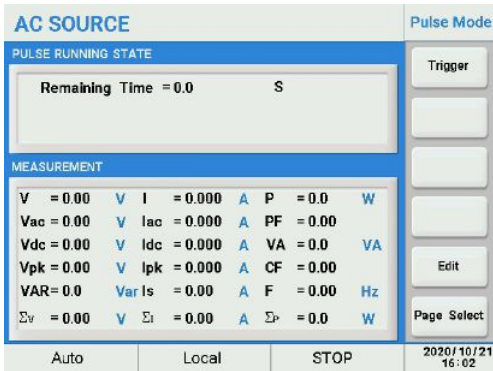 AC SOURCE
Pulse Mode
PULSE RUNNING STATE
Trigger
Remaining Time = 0.0 S
MEASUREMENT
V = 0.00 V I = 0.000 A P = 0.0 W
Vac = 0.00 V Iac = 0.000 A PF = 0.00
Vdc = 0.00 V Idc = 0.000 A VA = 0.0 VA
Vpk = 0.00 V Ipk = 0.000 A CF = 0.00
VAR= 0.0 Var Is = 0.00 A F = 0.00 Hz
Σv = 0.00 V ΣI = 0.00 A ΣP = 0.0 W
Edit
Page Select
Auto
Local
STOP
2020/10/21
16:02